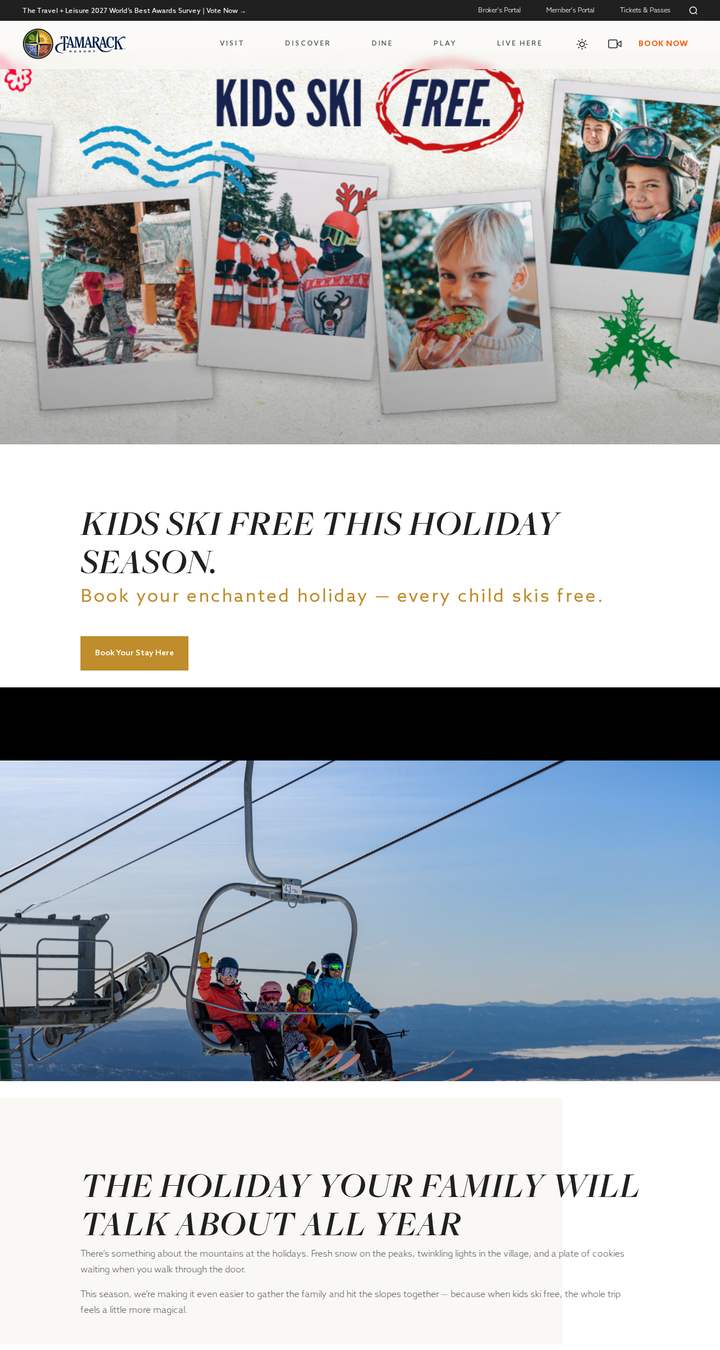 The Travel + Leisure 2027 World's Best Awards Survey | Vote Now →
Broker's Portal
Member's Portal
Tickets & Passes
TAMARACK
RESORT
VISIT
DISCOVER
DINE
PLAY
LIVE HERE
BOOK NOW
KIDS SKI FREE.
KIDS SKI FREE THIS HOLIDAY
SEASON.
Book your enchanted holiday — every child skis free.
Book Your Stay Here
THE HOLIDAY YOUR FAMILY WILL
TALK ABOUT ALL YEAR
There's something about the mountains at the holidays. Fresh snow on the peaks, twinkling lights in the village, and a plate of cookies
waiting when you walk through the door.
This season, we're making it even easier to gather the family and hit the slopes together — because when kids ski free, the whole trip
feels a little more magical.